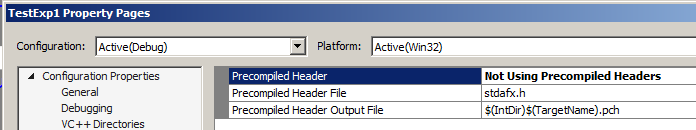 TestExp1 Property Pages
Configuration: Active(Debug) Platform: Active(Win32)
Configuration Properties
General
Debugging
VC++ Directories
Precompiled Header Not Using Precompiled Headers
Precompiled Header File stdafx.h
Precompiled Header Output File $(IntDir)$(TargetName).pch